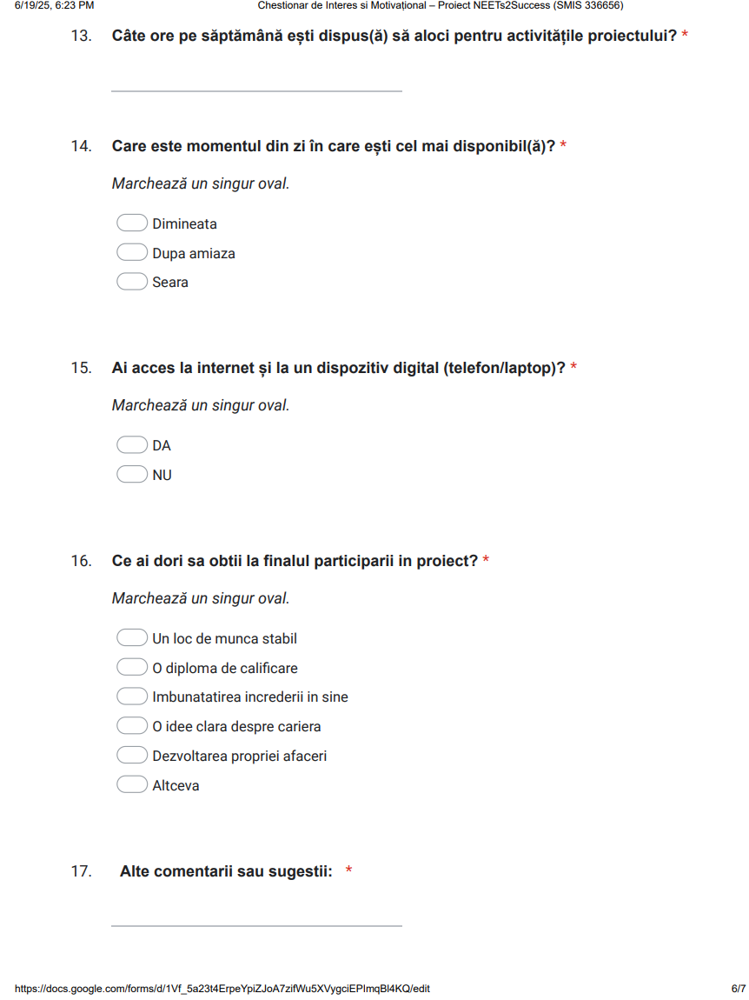 6/19/25, 6:23 PM Chestionar de Interes si Motivațional – Proiect NEETs2Success (SMIS 336656)
13. Câte ore pe săptămână ești dispus(ă) să aloci pentru activitățile proiectului? *
14. Care este momentul din zi în care ești cel mai disponibil(ă)? *
Marchează un singur oval.
Dimineata
Dupa amiaza
Seara
15. Ai acces la internet și la un dispozitiv digital (telefon/laptop)? *
Marchează un singur oval.
DA
NU
16. Ce ai dori sa obtii la finalul participarii in proiect? *
Marchează un singur oval.
Un loc de munca stabil
O diploma de calificare
Imbunatatirea increderii in sine
O idee clara despre cariera
Dezvoltarea propriei afaceri
Altceva
17. Alte comentarii sau sugestii: *
https://docs.google.com/forms/d/1Vf_5a23t4ErpeYpiZJoA7zifWu5XVygciEPImqBl4KQ/edit 6/7